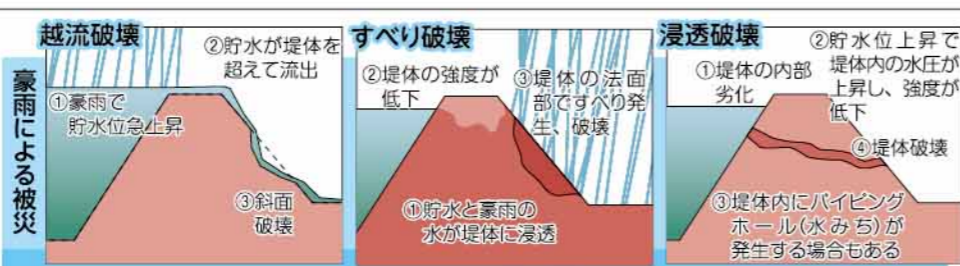 豪雨による被災
越流破壊
①豪雨で
貯水位急上昇
②貯水が堤体を
超えて流出
③斜面
破壊
すべり破壊
①貯水と豪雨の
水が堤体に浸透
②堤体の強度が
低下
③堤体の法面
部ですべり発
生、破壊
浸透破壊
①堤体の内部
劣化
②貯水位上昇で
堤体内の水圧が
上昇し、強度が
低下
③堤体内にパイピング
ホール(水みち)が
発生する場合もある
④堤体破壊